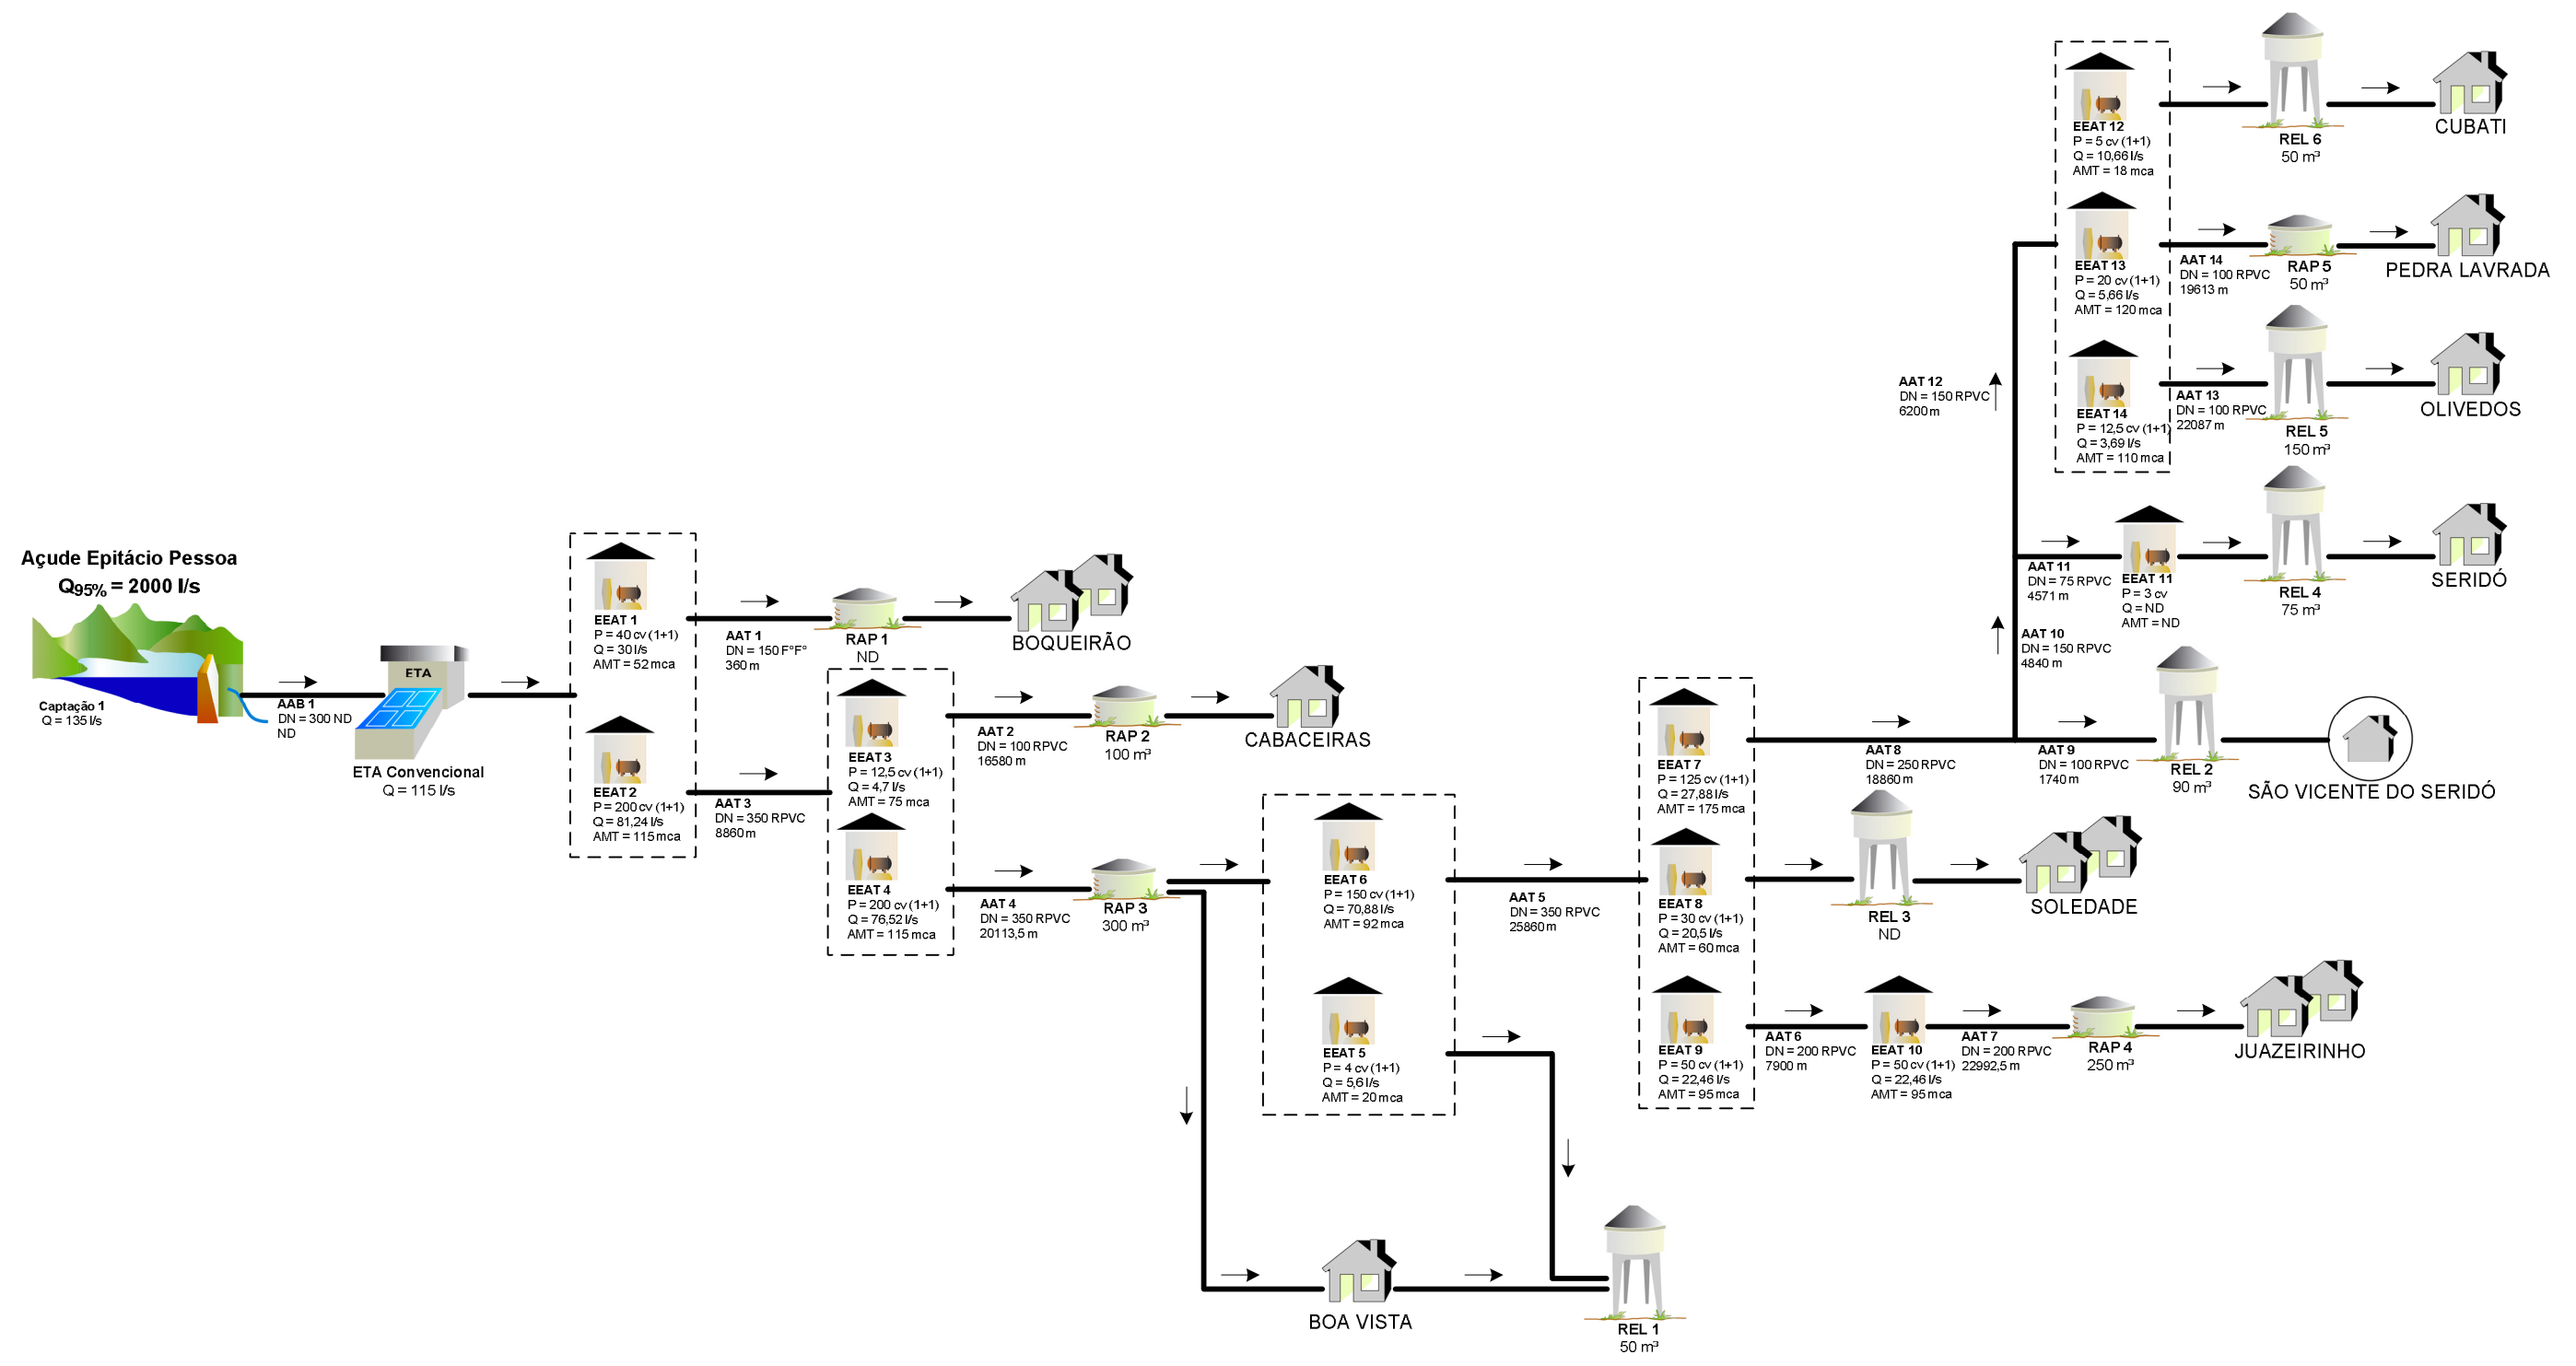 Açude Epitácio Pessoa
Q95% = 2000 l/s
Captação 1
Q = 135 l/s
AAB 1
DN = 300 ND
ND
ETA
ETA Convencional
Q = 115 l/s
EEAT 1
P = 40 cv (1+1)
Q = 30 l/s
AMT = 52 mca
EEAT 2
P = 200 cv (1+1)
Q = 81,24 l/s
AMT = 115 mca
AAT 1
DN = 150 FºFº
360 m
RAP 1
ND
BOQUEIRÃO
AAT 3
DN = 350 RPVC
8860 m
EEAT 3
P = 12,5 cv (1+1)
Q = 4,7 l/s
AMT = 75 mca
EEAT 4
P = 200 cv (1+1)
Q = 76,52 l/s
AMT = 115 mca
AAT 2
DN = 100 RPVC
16580 m
RAP 2
100 m³
CABACEIRAS
AAT 4
DN = 350 RPVC
20113,5 m
RAP 3
300 m³
EEAT 6
P = 150 cv (1+1)
Q = 70,88 l/s
AMT = 92 mca
EEAT 5
P = 4 cv (1+1)
Q = 5,6 l/s
AMT = 20 mca
BOA VISTA
REL 1
50 m³
AAT 5
DN = 350 RPVC
25860 m
EEAT 7
P = 125 cv (1+1)
Q = 27,88 l/s
AMT = 175 mca
EEAT 8
P = 30 cv (1+1)
Q = 20,5 l/s
AMT = 60 mca
EEAT 9
P = 50 cv (1+1)
Q = 22,46 l/s
AMT = 95 mca
AAT 8
DN = 250 RPVC
18860 m
AAT 9
DN = 100 RPVC
1740 m
REL 2
90 m³
SÃO VICENTE DO SERIDÓ
REL 3
ND
SOLEDADE
AAT 6
DN = 200 RPVC
7900 m
EEAT 10
P = 50 cv (1+1)
Q = 22,46 l/s
AMT = 95 mca
AAT 7
DN = 200 RPVC
22992,5 m
RAP 4
250 m³
JUAZEIRINHO
AAT 10
DN = 150 RPVC
4840 m
AAT 11
DN = 75 RPVC
4571 m
EEAT 11
P = 3 cv
Q = ND
AMT = ND
REL 4
75 m³
SERIDÓ
AAT 12
DN = 150 RPVC
6200 m
EEAT 12
P = 5 cv (1+1)
Q = 10,66 l/s
AMT = 18 mca
REL 6
50 m³
CUBATI
EEAT 13
P = 20 cv (1+1)
Q = 5,66 l/s
AMT = 120 mca
AAT 14
DN = 100 RPVC
19613 m
RAP 5
50 m³
PEDRA LAVRADA
EEAT 14
P = 12,5 cv (1+1)
Q = 3,69 l/s
AMT = 110 mca
AAT 13
DN = 100 RPVC
22087 m
REL 5
150 m³
OLIVEDOS